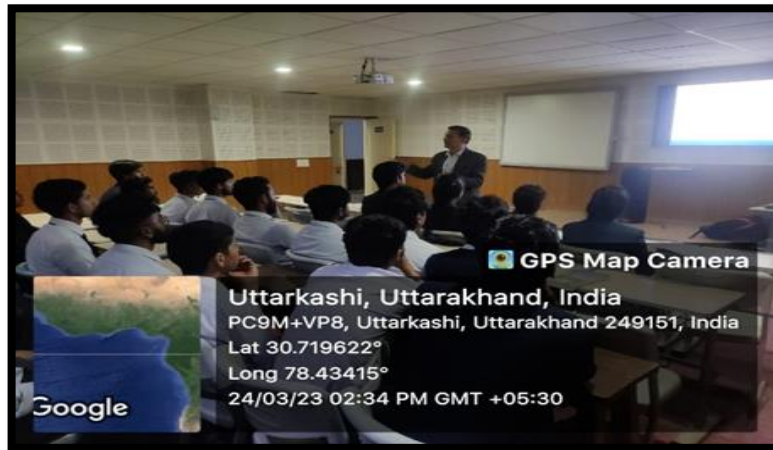 GPS Map Camera
Uttarkashi, Uttarakhand, India
PC9M+VP8, Uttarkashi, Uttarakhand 249151, India
Lat 30.719622°
Long 78.43415°
24/03/23 02:34 PM GMT +05:30
Google